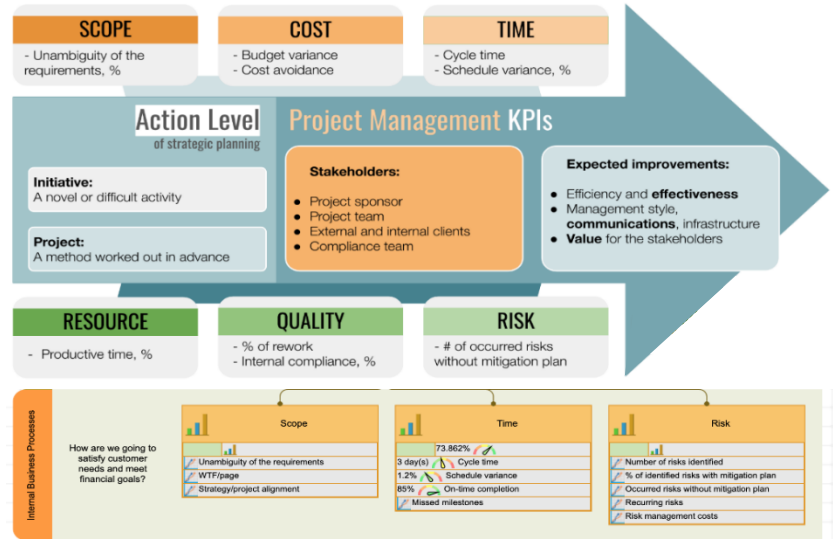 SCOPE
- Unambiguity of the
requirements, %
COST
- Budget variance
- Cost avoidance
TIME
- Cycle time
- Schedule variance, %
Action Level
of strategic planning
Initiative:
A novel or difficult activity
Project:
A method worked out in advance
Project Management KPIs
Stakeholders:
● Project sponsor
● Project team
● External and internal clients
● Compliance team
Expected improvements:
● Efficiency and effectiveness
● Management style,
communications, infrastructure
● Value for the stakeholders
RESOURCE
- Productive time, %
QUALITY
- % of rework
- Internal compliance, %
RISK
- # of occurred risks
without mitigation plan
Internal Business Processes
How are we going to
satisfy customer
needs and meet
financial goals?
Scope
Unambiguity of the requirements
WTF/page
Strategy/project alignment
Time
73.862%
3 day(s) Cycle time
1.2% Schedule variance
85% On-time completion
Missed milestones
Risk
Number of risks identified
% of identified risks with mitigation plan
Occurred risks without mitigation plan
Recurring risks
Risk management costs